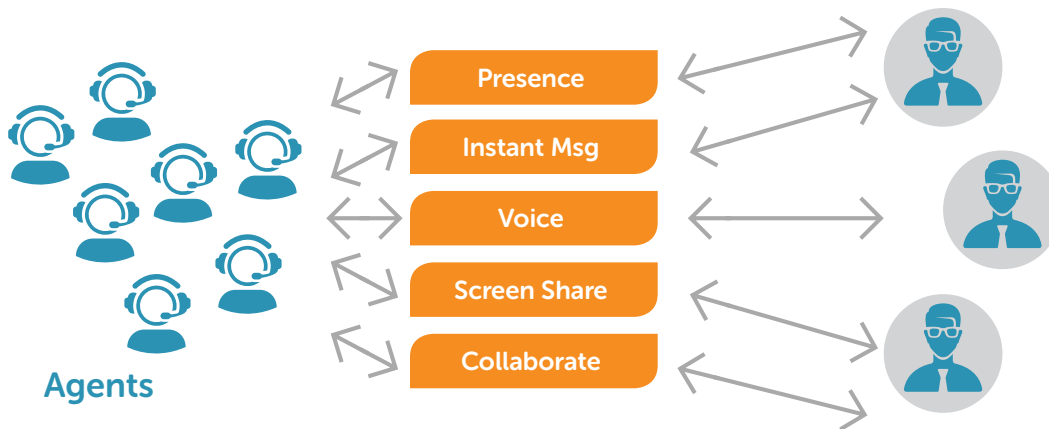 Presence
Instant Msg
Voice
Screen Share
Collaborate
Agents